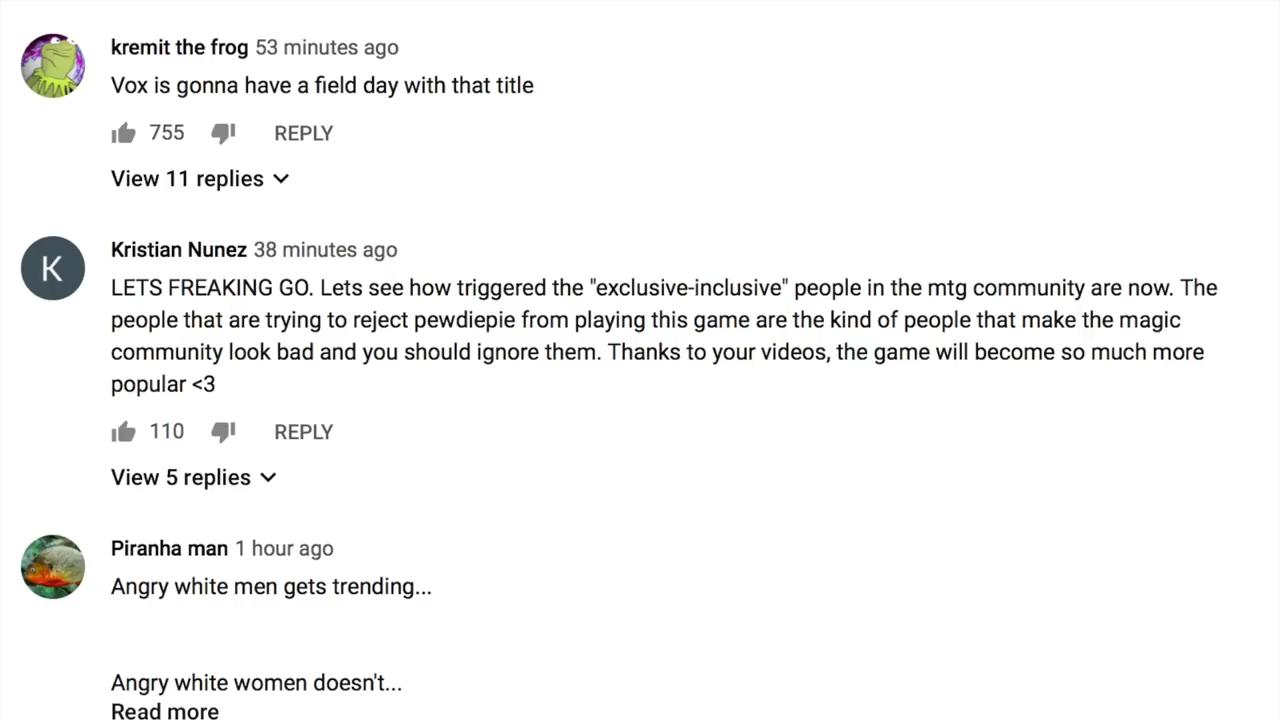 kremit the frog 53 minutes ago
Vox is gonna have a field day with that title
755 REPLY
View 11 replies
K
Kristian Nunez 38 minutes ago
LETS FREAKING GO. Lets see how triggered the "exclusive-inclusive" people in the mtg community are now. The
people that are trying to reject pewdiepie from playing this game are the kind of people that make the magic
community look bad and you should ignore them. Thanks to your videos, the game will become so much more
popular <3
110 REPLY
View 5 replies
Piranha man 1 hour ago
Angry white men gets trending...
Angry white women doesn't...
Read more